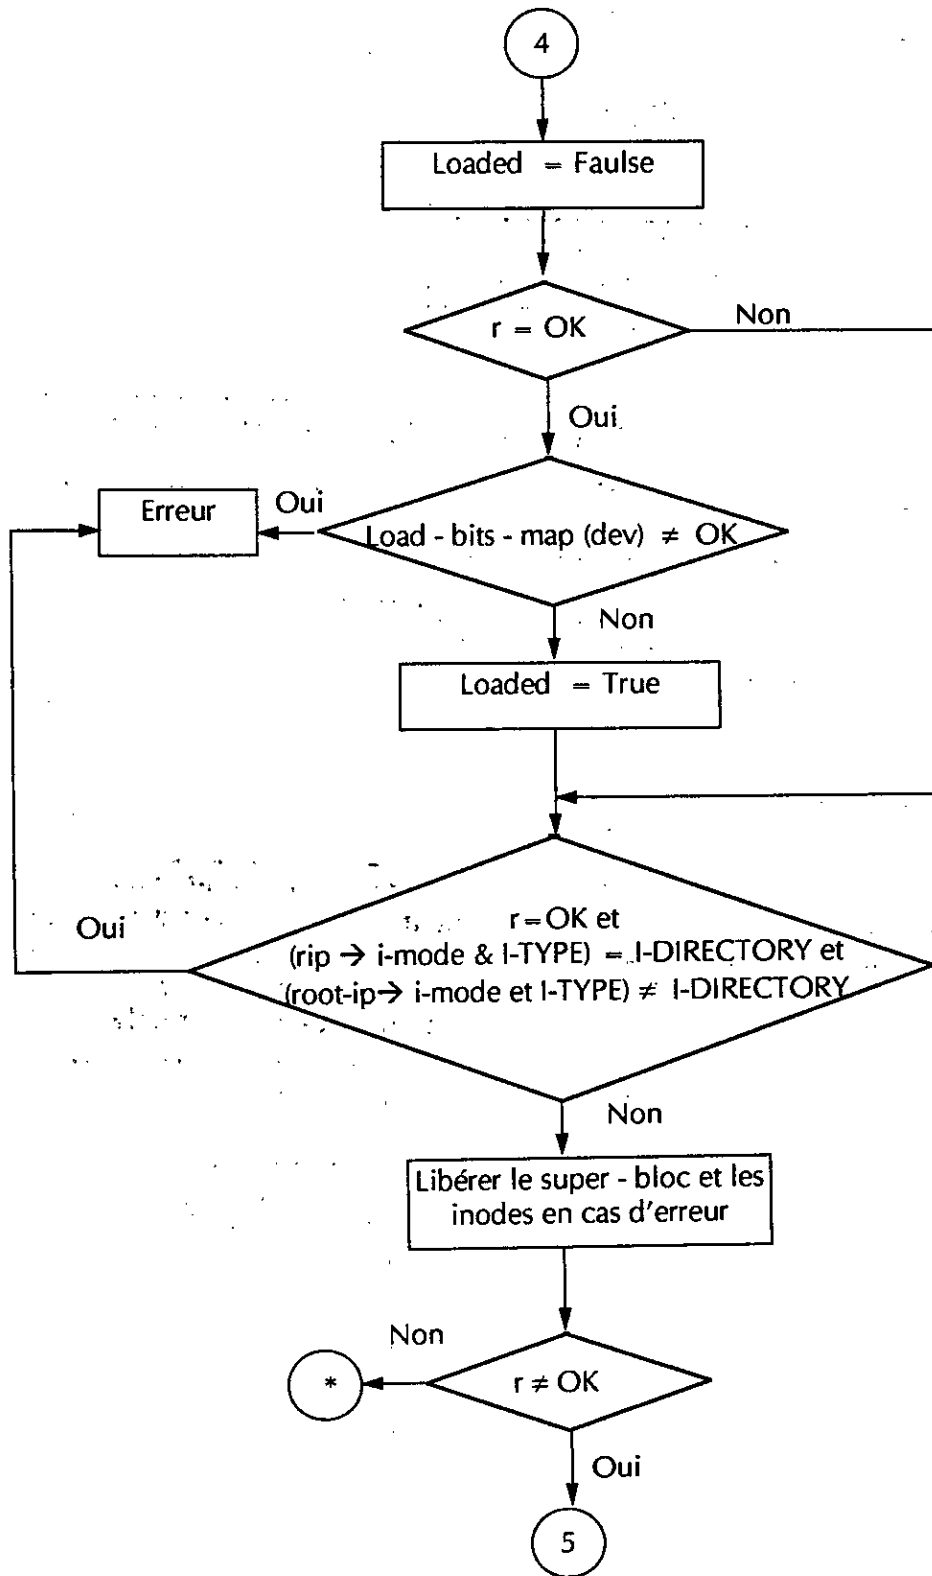 4
Loaded = Faulse
r = OK
Non
Oui
Erreur
Oui
Load - bits - map (dev) ≠ OK
Non
Loaded = True
Oui
r = OK et
(rip → i-mode & I-TYPE) = I-DIRECTORY et
(root-ip → i-mode et I-TYPE) ≠ I-DIRECTORY
Non
Libérer le super - bloc et les
inodes en cas d'erreur
Non
*
r ≠ OK
Oui
5